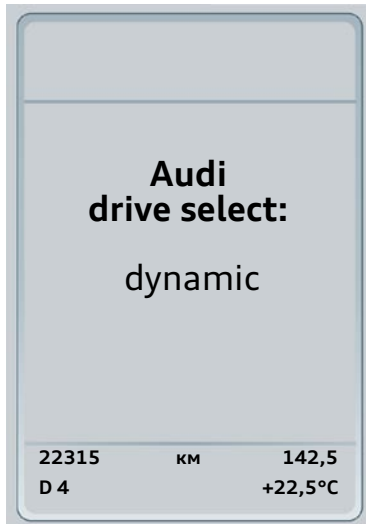 Audi
drive select:
dynamic
22315 км 142,5
D 4 +22,5°C